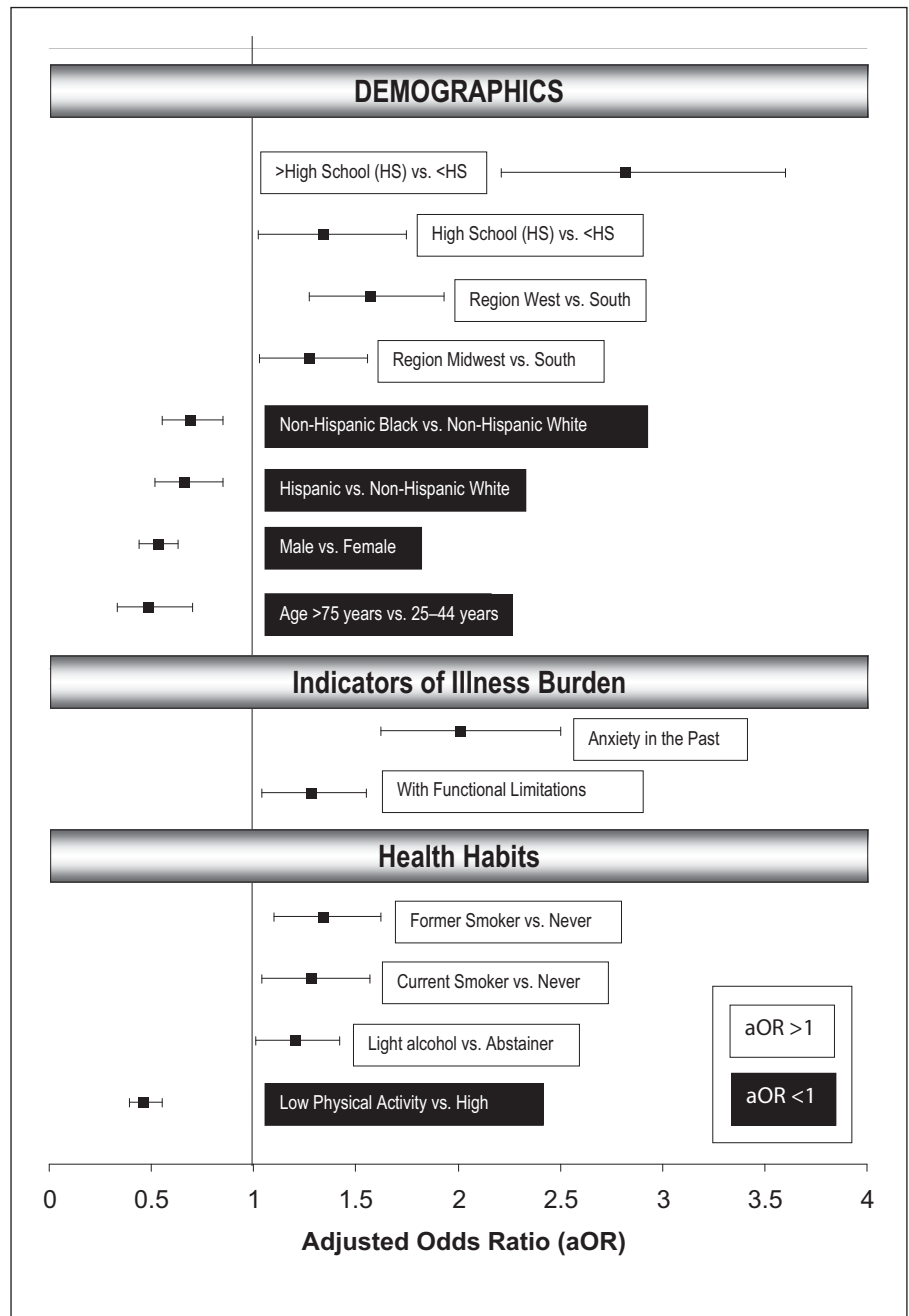 DEMOGRAPHICS
>High School (HS) vs. <HS
High School (HS) vs. <HS
Region West vs. South
Region Midwest vs. South
Non-Hispanic Black vs. Non-Hispanic White
Hispanic vs. Non-Hispanic White
Male vs. Female
Age >75 years vs. 25–44 years
Indicators of Illness Burden
Anxiety in the Past
With Functional Limitations
Health Habits
Former Smoker vs. Never
Current Smoker vs. Never
Light alcohol vs. Abstainer
Low Physical Activity vs. High
aOR >1
aOR <1
0 0.5 1 1.5 2 2.5 3 3.5 4
Adjusted Odds Ratio (aOR)